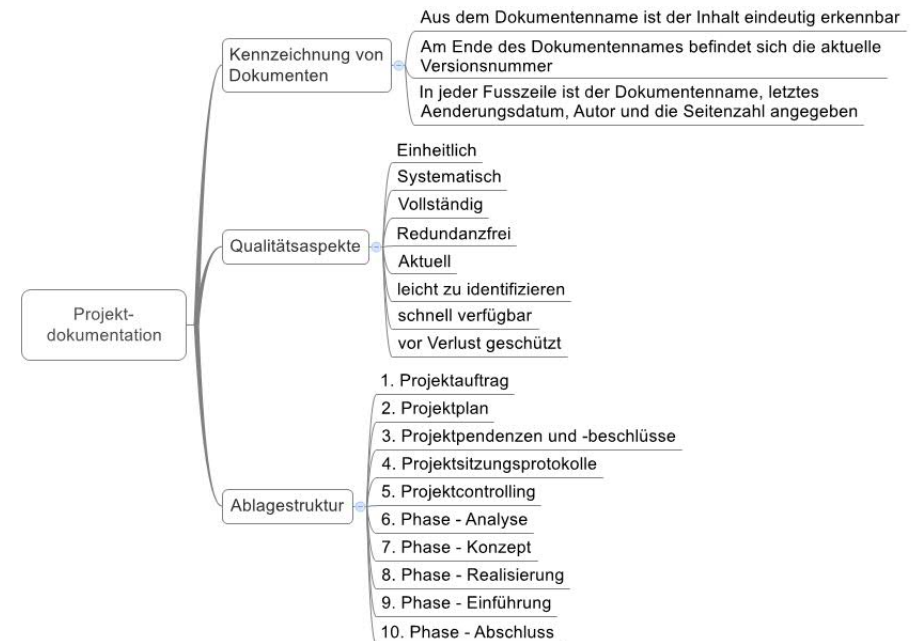 Projekt-
dokumentation
Kennzeichnung von
Dokumenten
Aus dem Dokumentenname ist der Inhalt eindeutig erkennbar
Am Ende des Dokumentennames befindet sich die aktuelle
Versionsnummer
In jeder Fusszeile ist der Dokumentenname, letztes
Aenderungsdatum, Autor und die Seitenzahl angegeben
Qualitätsaspekte
Einheitlich
Systematisch
Vollständig
Redundanzfrei
Aktuell
leicht zu identifizieren
schnell verfügbar
vor Verlust geschützt
Ablagestruktur
1. Projektauftrag
2. Projektplan
3. Projektpendenzen und -beschlüsse
4. Projektsitzungsprotokolle
5. Projektcontrolling
6. Phase - Analyse
7. Phase - Konzept
8. Phase - Realisierung
9. Phase - Einführung
10. Phase - Abschluss